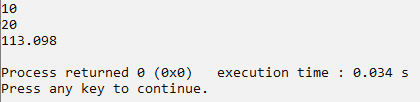 10
20
113.098
Process returned 0 (0x0)   execution time : 0.034 s
Press any key to continue.